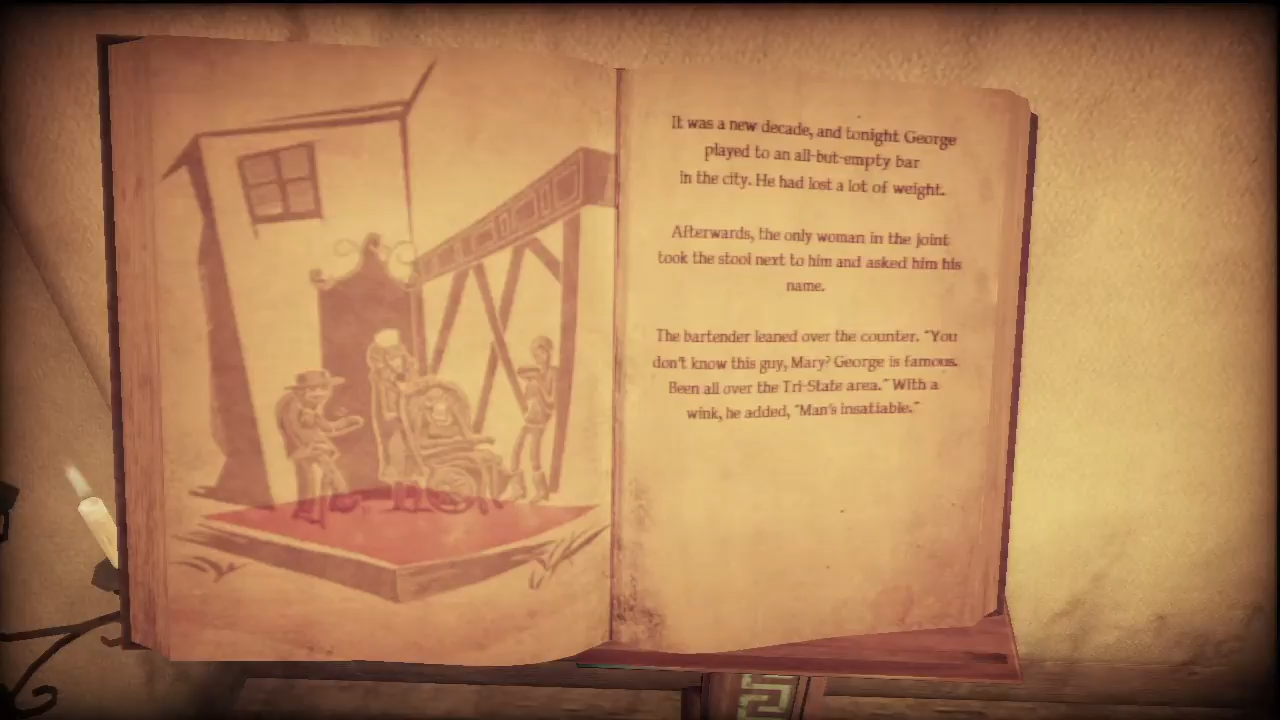 It was a new decade, and tonight George
played to an all-but-empty bar
in the city. He had lost a lot of weight.
Afterwards, the only woman in the joint
took the stool next to him and asked him his
name.
The bartender leaned over the counter. "You
don't know this guy, Mary? George is famous.
Been all over the Tri-State area." With a
wink, he added, "Man's insatiable."